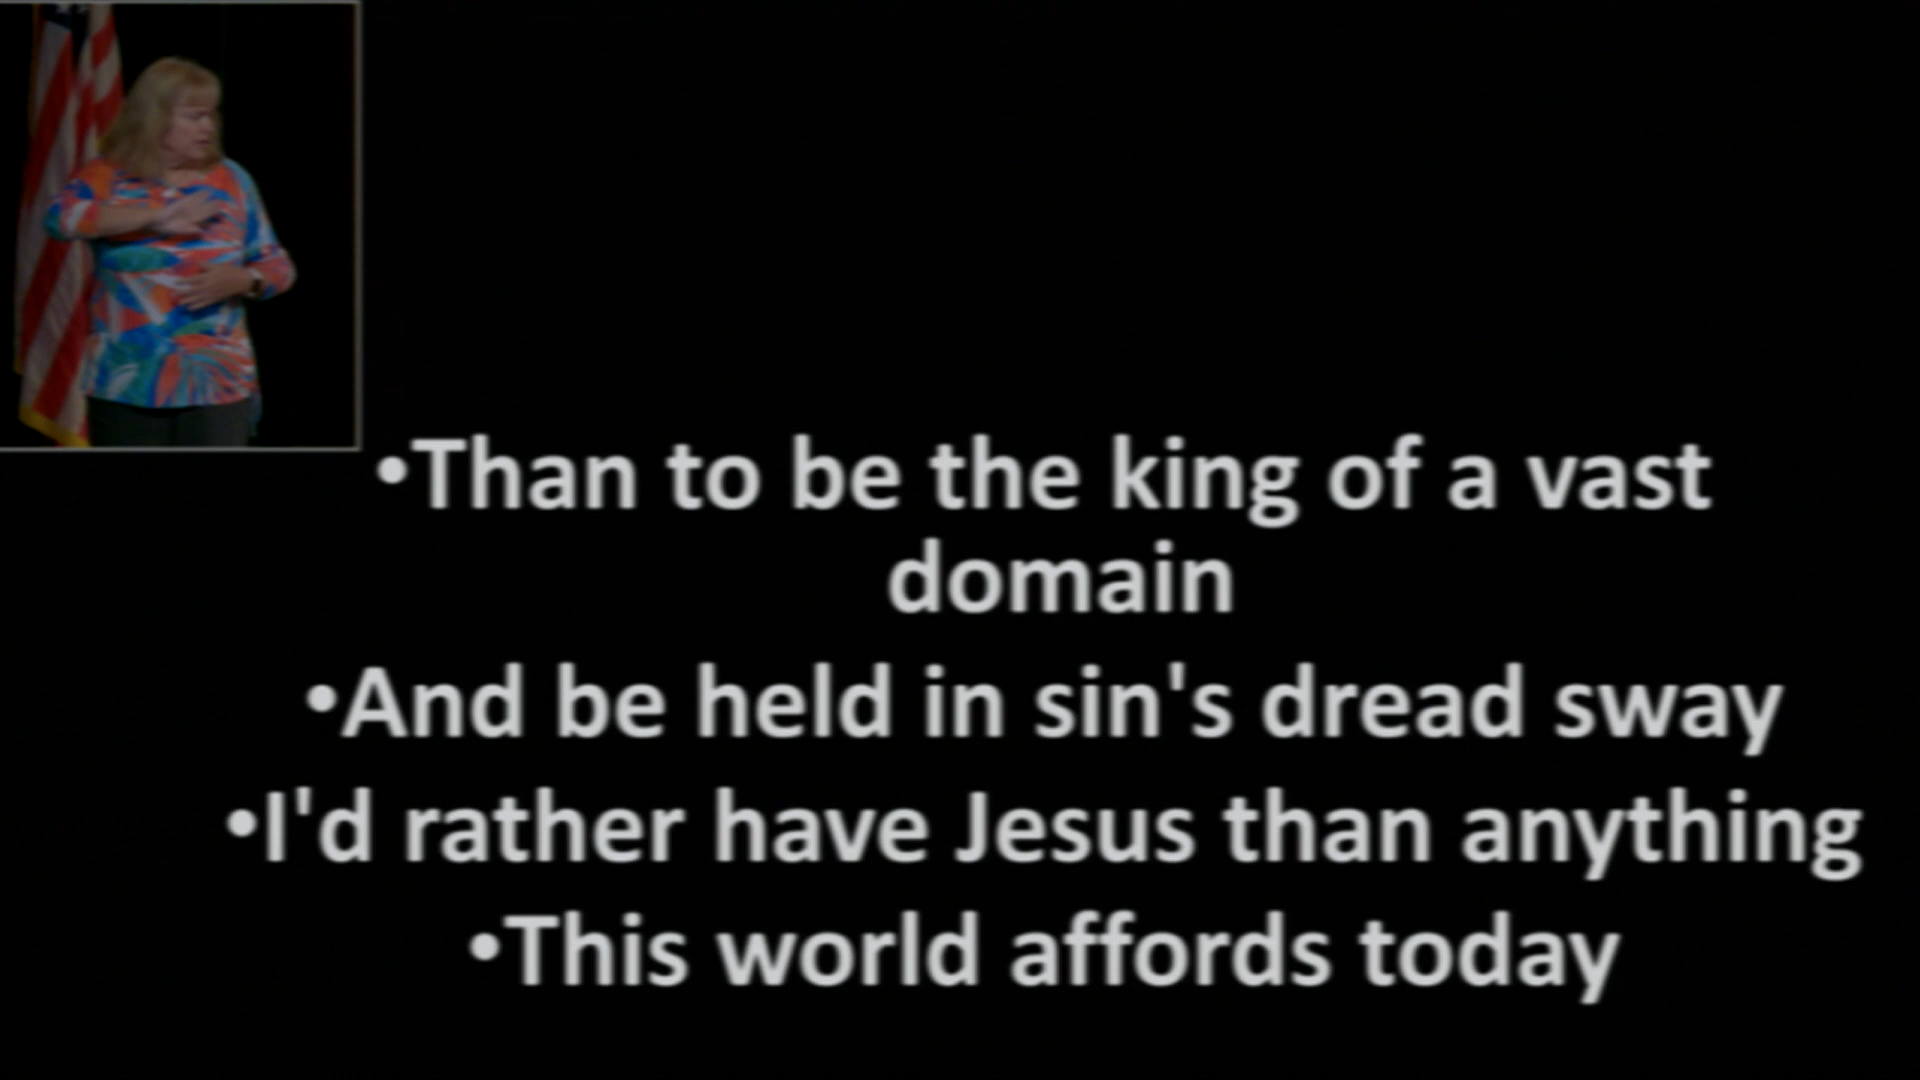 •Than to be the king of a vast
domain
•And be held in sin's dread sway
•I'd rather have Jesus than anything
•This world affords today